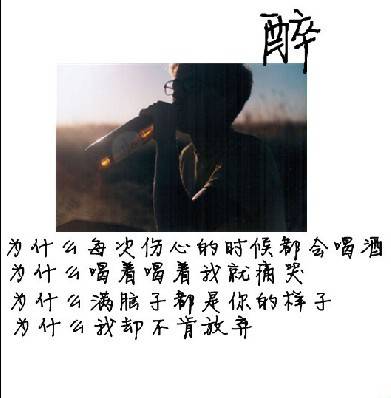 醉
为什么每次伤心的时候都会喝酒
为什么喝着喝着我就痛哭
为什么满脑子都是你的样子
为什么我却不肯放弃